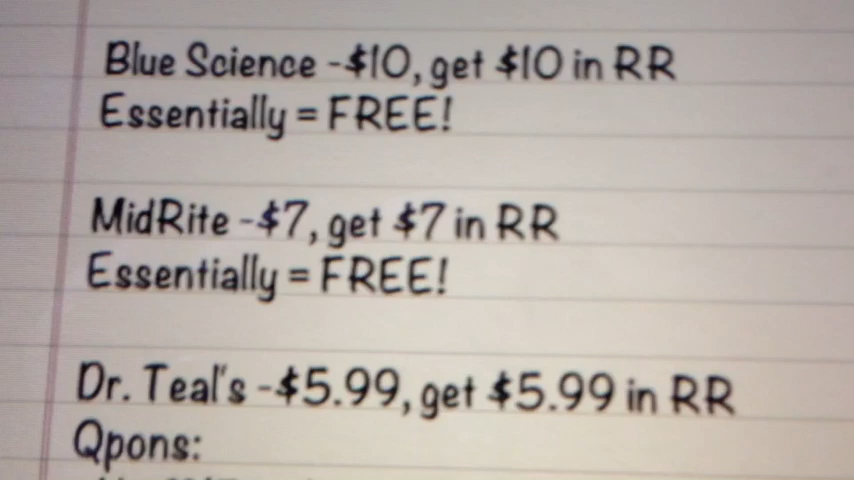 Blue Science -$10, get $10 in RR
Essentially = FREE!
MidRite -$7, get $7 in RR
Essentially = FREE!
Dr. Teal's -$5.99, get $5.99 in RR
Qpons: